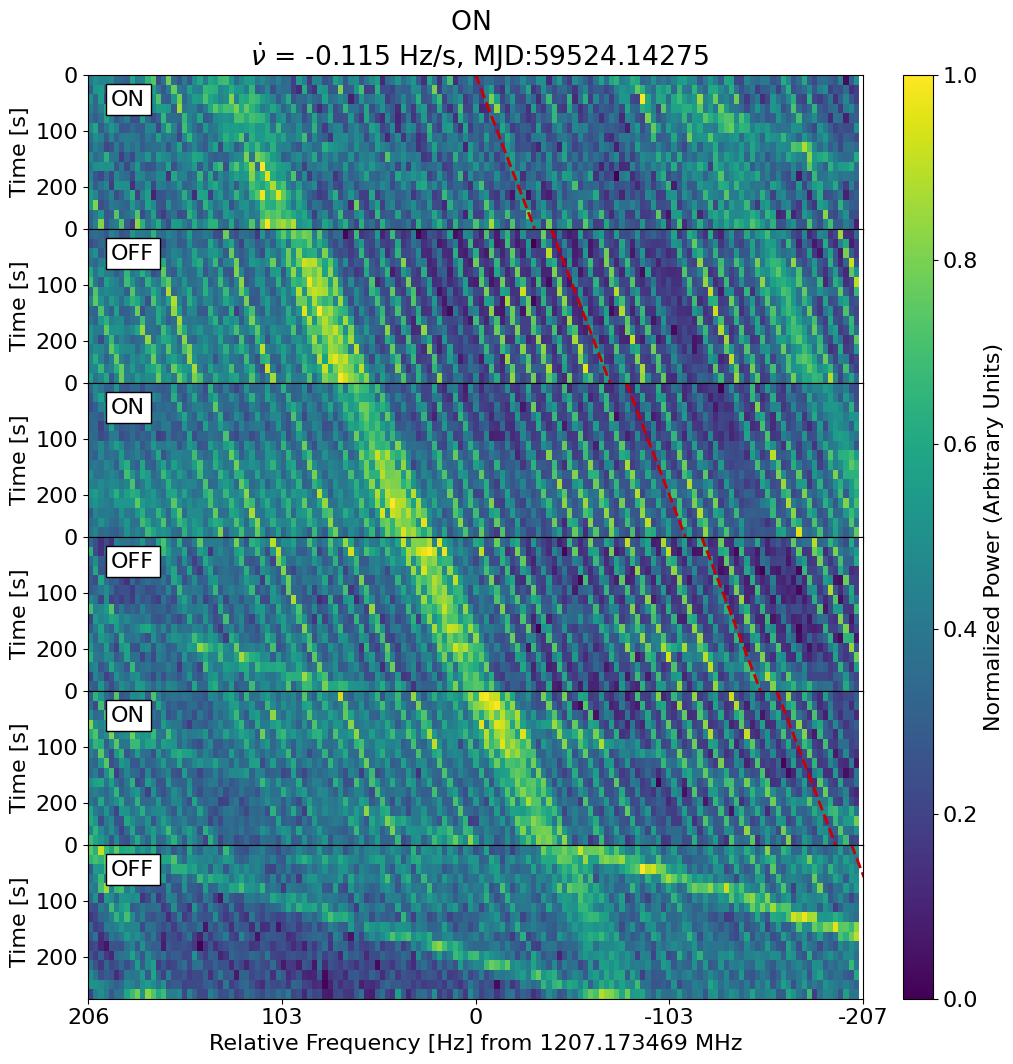 ON
ν̇ = -0.115 Hz/s, MJD:59524.14275
0
ON
100
Time [s]
200
0
OFF
100
Time [s]
200
0
ON
100
Time [s]
200
0
OFF
100
Time [s]
200
0
ON
100
Time [s]
200
0
OFF
100
Time [s]
200
206 103 0 -103 -207
Relative Frequency [Hz] from 1207.173469 MHz
1.0
0.8
0.6
0.4
0.2
0.0
Normalized Power (Arbitrary Units)